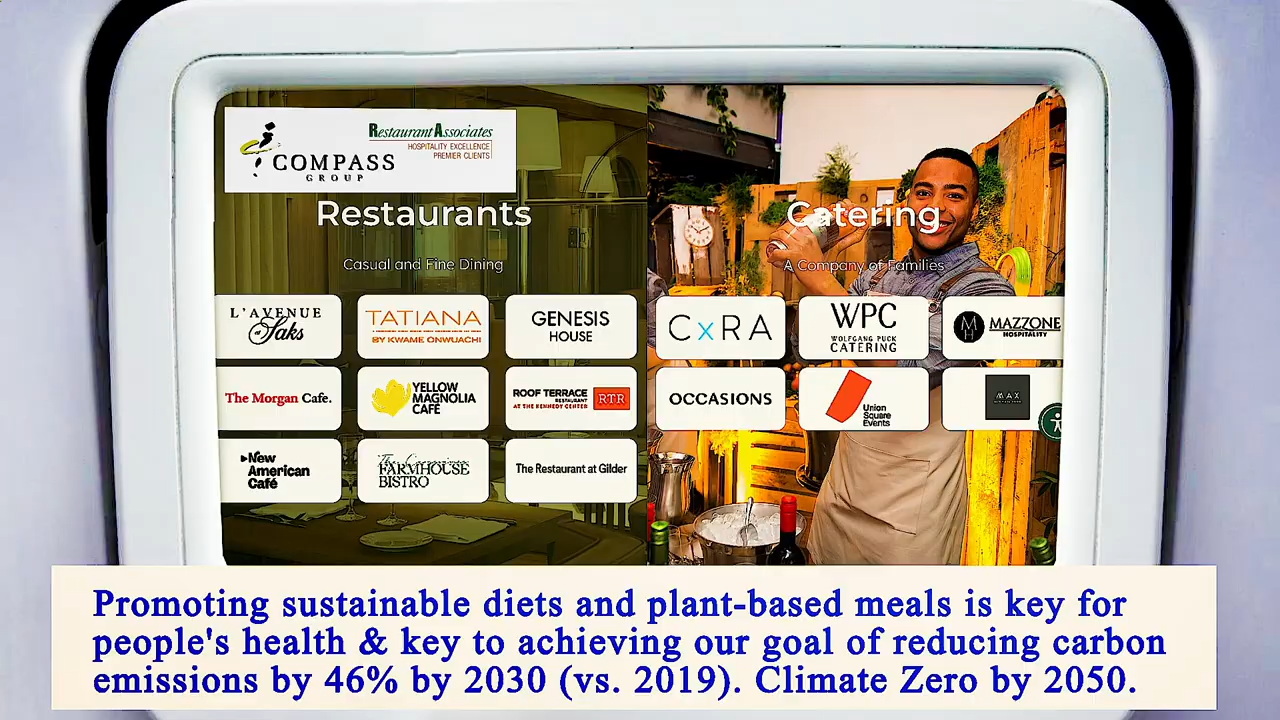 COMPASS
GROUP
Restaurant Associates
HOSPITALITY EXCELLENCE
PREMIER CLIENTS
Restaurants
Casual and Fine Dining
L'AVENUE
Saks
TATIANA
BY KWAME ONWUACHI
GENESIS
HOUSE
The Morgan Cafe.
YELLOW
MAGNOLIA
CAFÉ
ROOF TERRACE
RESTAURANT
AT THE KENNEDY CENTER
RTR
New
American
Café
FARMHOUSE
BISTRO
The Restaurant at Gilder
Catering
A Company of Families
CxRA
WPC
WOLFGANG PUCK
CATERING
MH
MAZZONE
HOSPITALITY
OCCASIONS
Union
Square
Events
MAX
Promoting sustainable diets and plant-based meals is key for
people's health & key to achieving our goal of reducing carbon
emissions by 46% by 2030 (vs. 2019). Climate Zero by 2050.